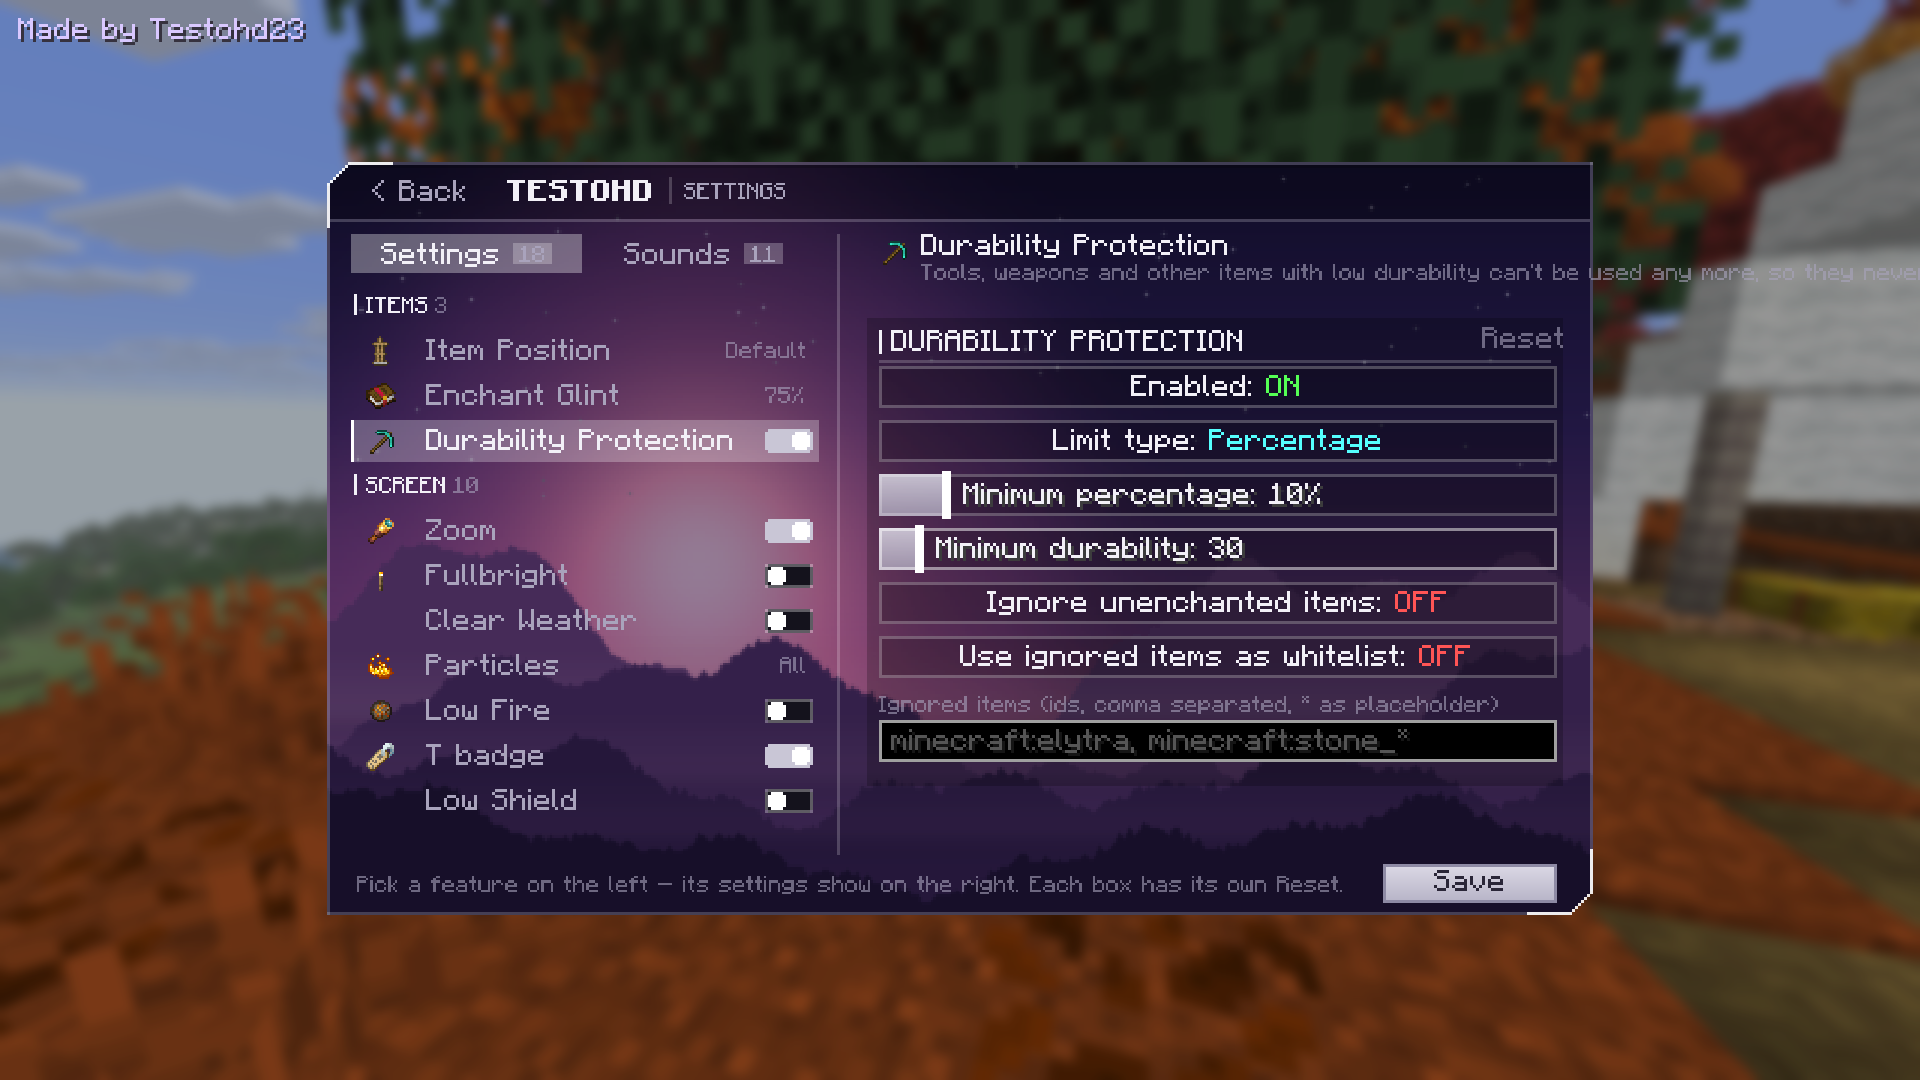 Made by Testohd23
< Back TESTOHD | SETTINGS
Settings 18 Sounds 11
ITEMS 3
Item Position Default
Enchant Glint 75%
Durability Protection
SCREEN 10
Zoom
Fullbright
Clear Weather
Particles All
Low Fire
T badge
Low Shield
Durability Protection
Tools, weapons and other items with low durability can't be used any more, so they never
DURABILITY PROTECTION Reset
Enabled: ON
Limit type: Percentage
Minimum percentage: 10%
Minimum durability: 30
Ignore unenchanted items: OFF
Use ignored items as whitelist: OFF
Ignored items (ids, comma separated, * as placeholder)
minecraft:elytra, minecraft:stone_*
Pick a feature on the left — its settings show on the right. Each box has its own Reset.
Save